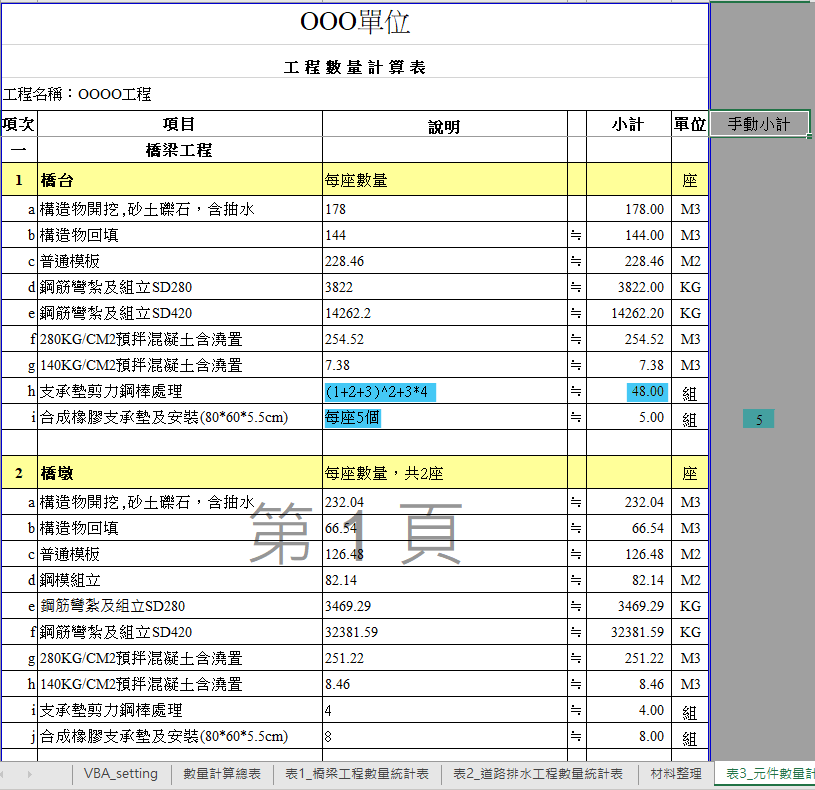 OOO單位
工程數量計算表
工程名稱：OOOO工程
項次 項目 說明 小計 單位 手動小計
一 橋梁工程
1 橋台 每座數量 座
a 構造物開挖,砂土礫石，含抽水 178 178.00 M3
b 構造物回填 144 ≒ 144.00 M3
c 普通模板 228.46 ≒ 228.46 M2
d 鋼筋彎紮及組立SD280 3822 ≒ 3822.00 KG
e 鋼筋彎紮及組立SD420 14262.2 ≒ 14262.20 KG
f 280KG/CM2預拌混凝土含澆置 254.52 ≒ 254.52 M3
g 140KG/CM2預拌混凝土含澆置 7.38 ≒ 7.38 M3
h 支承墊剪力鋼棒處理 (1+2+3)^2+3*4 ≒ 48.00 組
i 合成橡膠支承墊及安裝(80*60*5.5cm) 每座5個 ≒ 5.00 組 5
2 橋墩 每座數量，共2座 座
a 構造物開挖,砂土礫石，含抽水 232.04 ≒ 232.04 M3
b 構造物回填 66.54 ≒ 66.54 M3
第 1 頁
c 普通模板 126.48 ≒ 126.48 M2
d 鋼模組立 82.14 ≒ 82.14 M2
e 鋼筋彎紮及組立SD280 3469.29 ≒ 3469.29 KG
f 鋼筋彎紮及組立SD420 32381.59 ≒ 32381.59 KG
g 280KG/CM2預拌混凝土含澆置 251.22 ≒ 251.22 M3
h 140KG/CM2預拌混凝土含澆置 8.46 ≒ 8.46 M3
i 支承墊剪力鋼棒處理 4 ≒ 4.00 組
j 合成橡膠支承墊及安裝(80*60*5.5cm) 8 ≒ 8.00 組
VBA_setting 數量計算總表 表1_橋梁工程數量統計表 表2_道路排水工程數量統計表 材料整理 表3_元件數量計